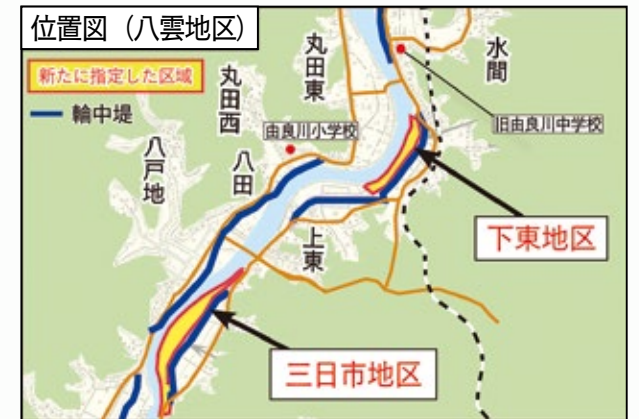 位置図（八雲地区）
新たに指定した区域
輪中堤
丸田東
水間
丸田西
由良川小学校
旧由良川中学校
八戸地
八田
下東地区
上東
三日市地区